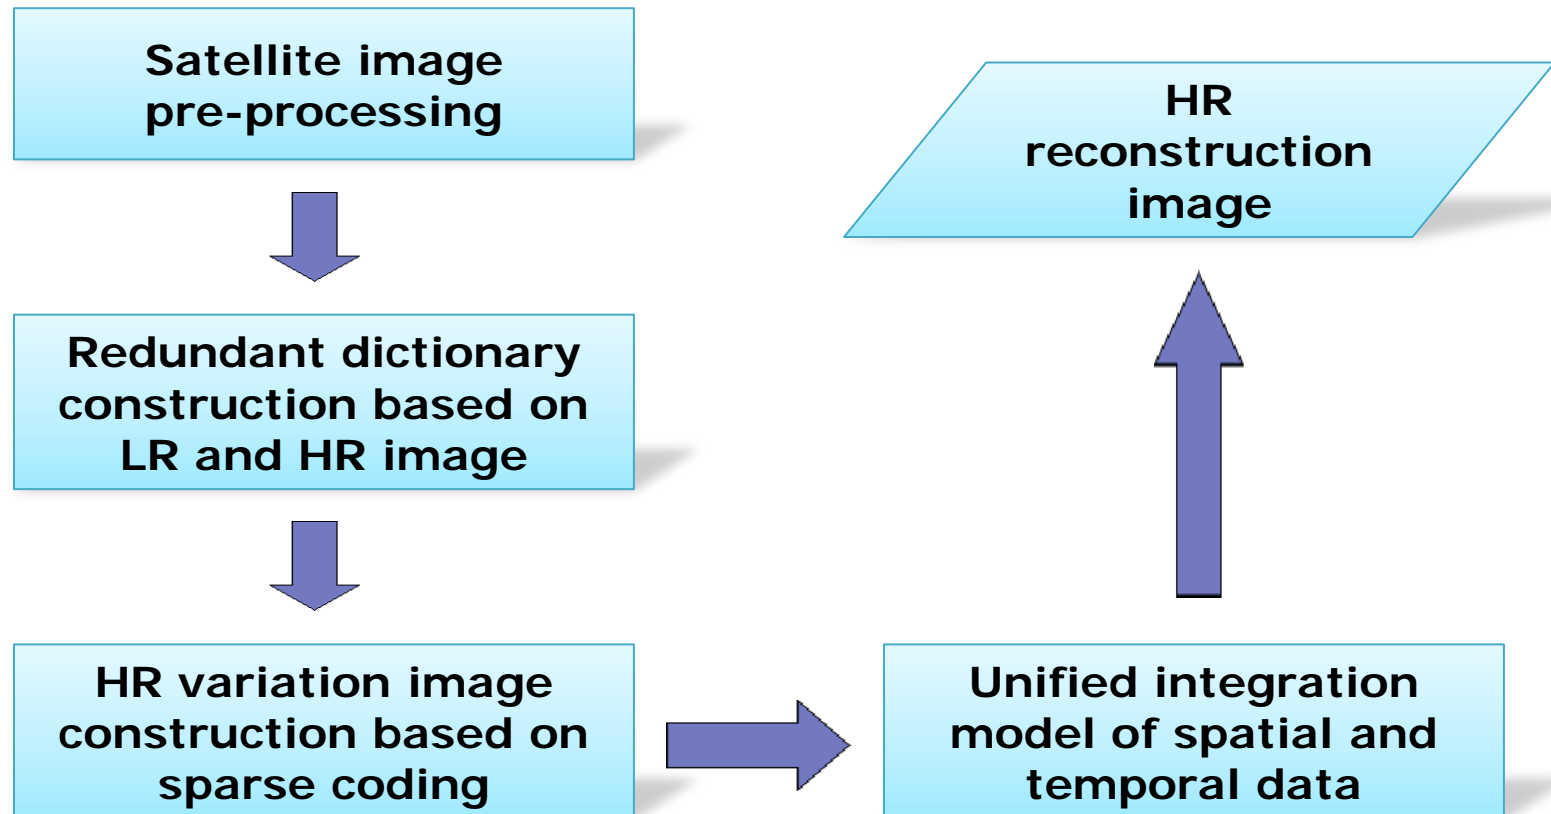 Satellite image
pre-processing
Redundant dictionary
construction based on
LR and HR image
HR variation image
construction based on
sparse coding
Unified integration
model of spatial and
temporal data
HR
reconstruction
image